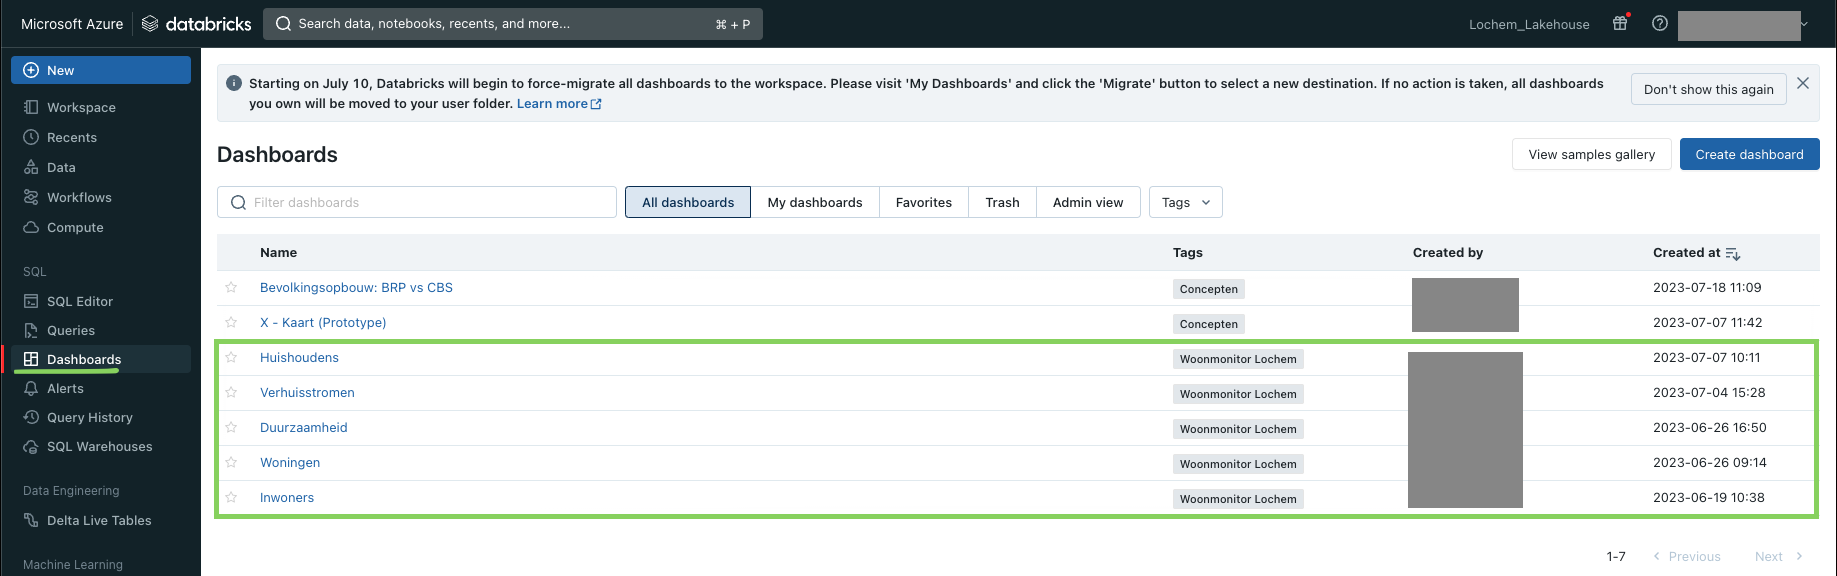 Microsoft Azure databricks Search data, notebooks, recents, and more... ⌘ + P Lochem_Lakehouse
New
Workspace
Recents
Data
Workflows
Compute
SQL
SQL Editor
Queries
Dashboards
Alerts
Query History
SQL Warehouses
Data Engineering
Delta Live Tables
Machine Learning
Starting on July 10, Databricks will begin to force-migrate all dashboards to the workspace. Please visit 'My Dashboards' and click the 'Migrate' button to select a new destination. If no action is taken, all dashboards
you own will be moved to your user folder. Learn more
Don't show this again
Dashboards
View samples gallery Create dashboard
Filter dashboards All dashboards My dashboards Favorites Trash Admin view Tags
Name Tags Created by Created at
Bevolkingsopbouw: BRP vs CBS Concepten 2023-07-18 11:09
X - Kaart (Prototype) Concepten 2023-07-07 11:42
Huishoudens Woonmonitor Lochem 2023-07-07 10:11
Verhuisstromen Woonmonitor Lochem 2023-07-04 15:28
Duurzaamheid Woonmonitor Lochem 2023-06-26 16:50
Woningen Woonmonitor Lochem 2023-06-26 09:14
Inwoners Woonmonitor Lochem 2023-06-19 10:38
1-7 Previous Next